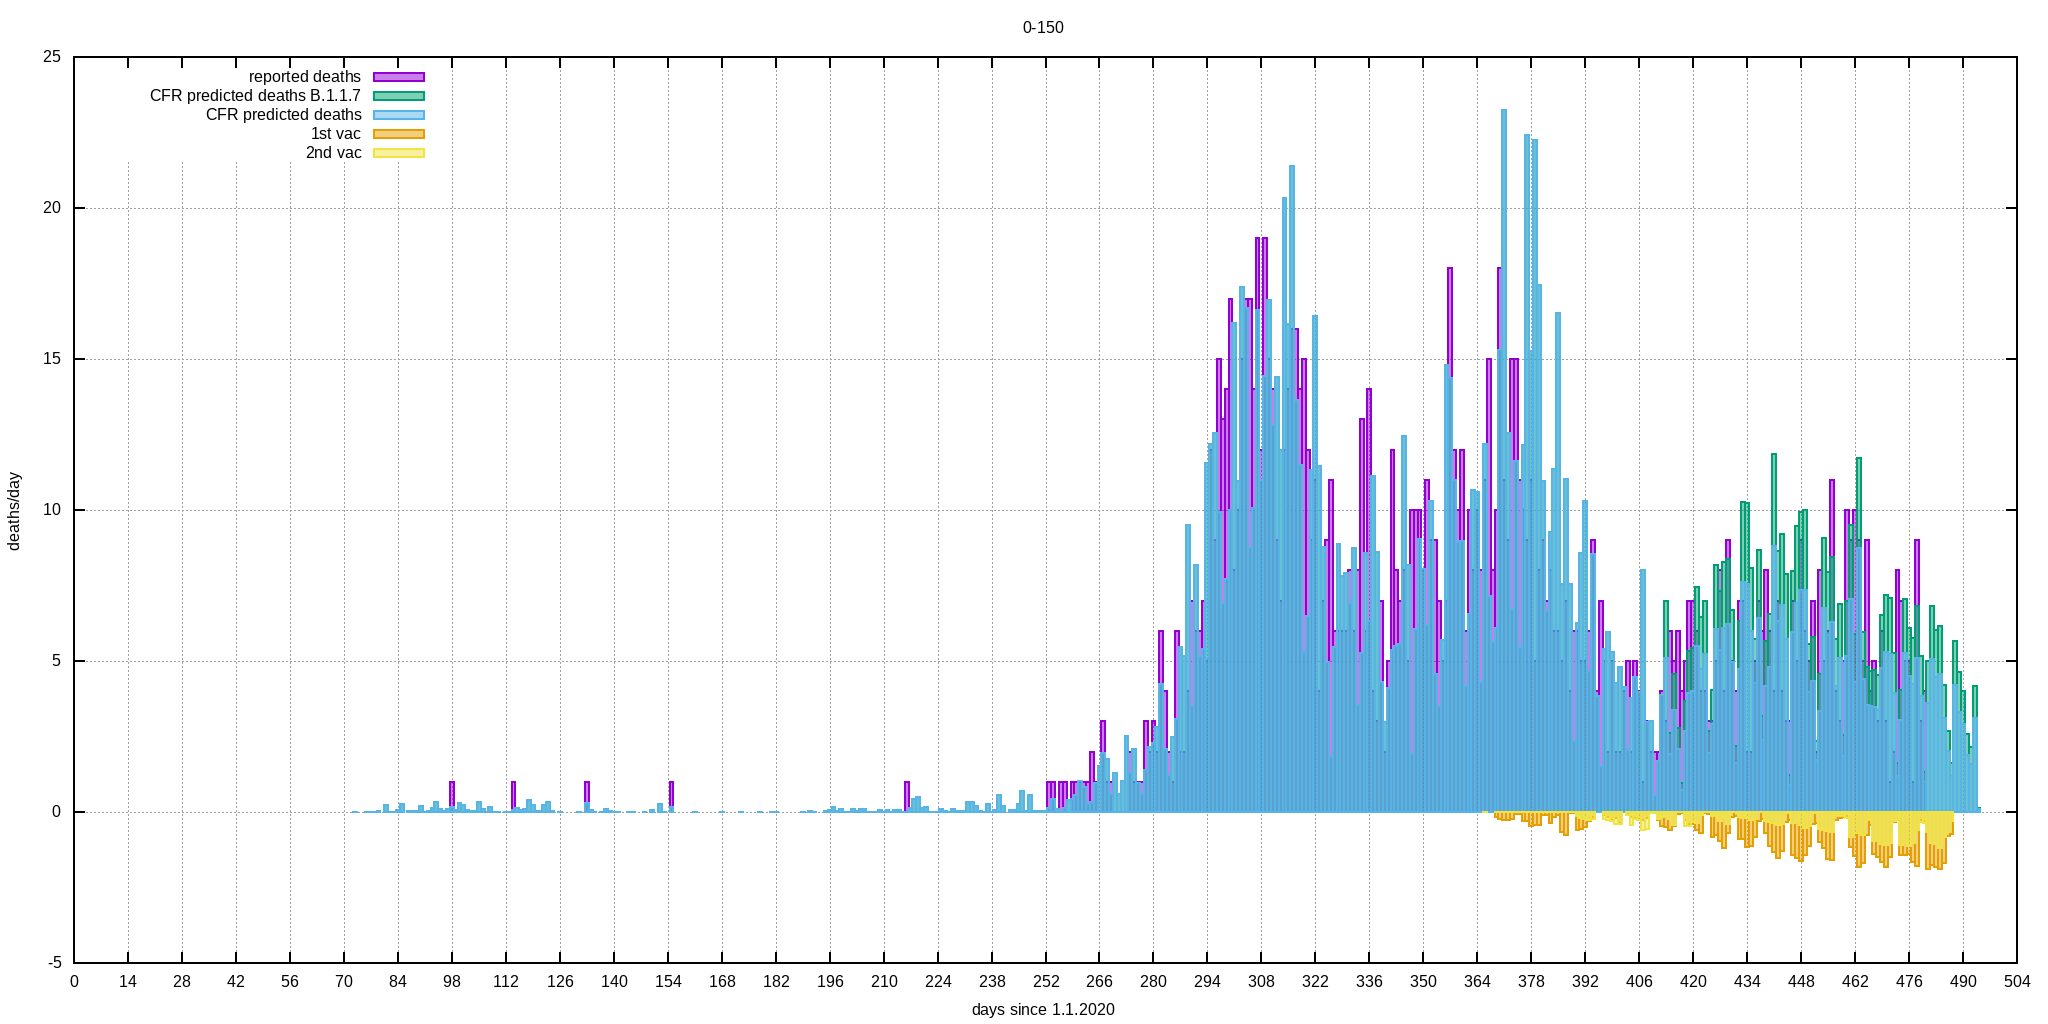 0-150
25
20
15
10
5
0
-5
deaths/day
reported deaths
CFR predicted deaths B.1.1.7
CFR predicted deaths
1st vac
2nd vac
0 14 28 42 56 70 84 98 112 126 140 154 168 182 196 210 224 238 252 266 280 294 308 322 336 350 364 378 392 406 420 434 448 462 476 490 504
days since 1.1.2020